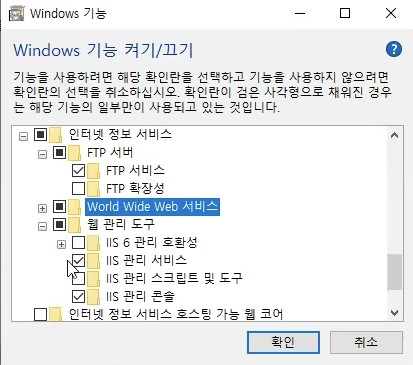 Windows 기능
Windows 기능 켜기/끄기
기능을 사용하려면 해당 확인란을 선택하고 기능을 사용하지 않으려면
확인란의 선택을 취소하십시오. 확인란이 검은 사각형으로 채워진 경우
는 해당 기능의 일부만이 사용되고 있는 것입니다.
인터넷 정보 서비스
FTP 서버
FTP 서비스
FTP 확장성
World Wide Web 서비스
웹 관리 도구
IIS 6 관리 호환성
IIS 관리 서비스
IIS 관리 스크립트 및 도구
IIS 관리 콘솔
인터넷 정보 서비스 호스팅 가능 웹 코어
확인
취소